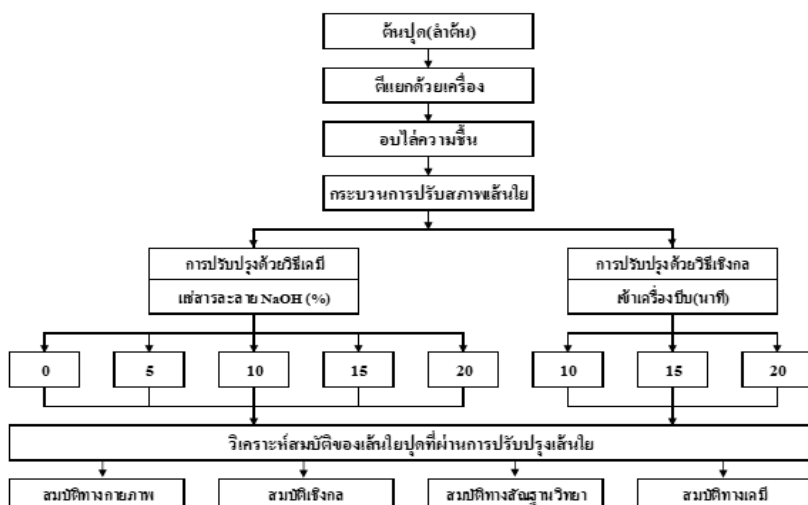 ต้นปุด(ลำต้น)
ตีแยกด้วยเครื่อง
อบไล่ความชื้น
กระบวนการปรับสภาพเส้นใย
การปรับปรุงด้วยวิธีเคมี
แช่สารละลาย NaOH (%)
การปรับปรุงด้วยวิธีเชิงกล
เข้าเครื่องบีบ(นาที)
0 5 10 15 20 10 15 20
วิเคราะห์สมบัติของเส้นใยปุดที่ผ่านการปรับปรุงเส้นใย
สมบัติทางกายภาพ สมบัติเชิงกล สมบัติทางสัณฐานวิทยา สมบัติทางเคมี